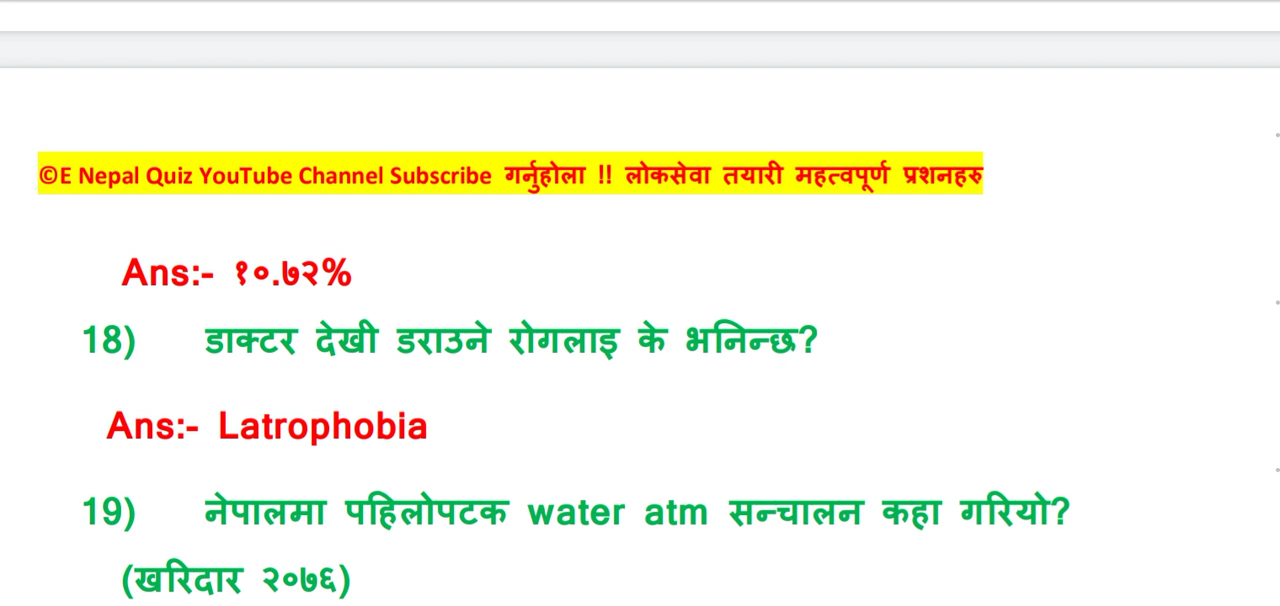 ©E Nepal Quiz YouTube Channel Subscribe गर्नुहोला !! लोकसेवा तयारी महत्वपूर्ण प्रशनहरु
Ans:- १०.७२%
18) डाक्टर देखी डराउने रोगलाइ के भनिन्छ?
Ans:- Latrophobia
19) नेपालमा पहिलोपटक water atm सन्चालन कहा गरियो?
(खरिदार २०७६)